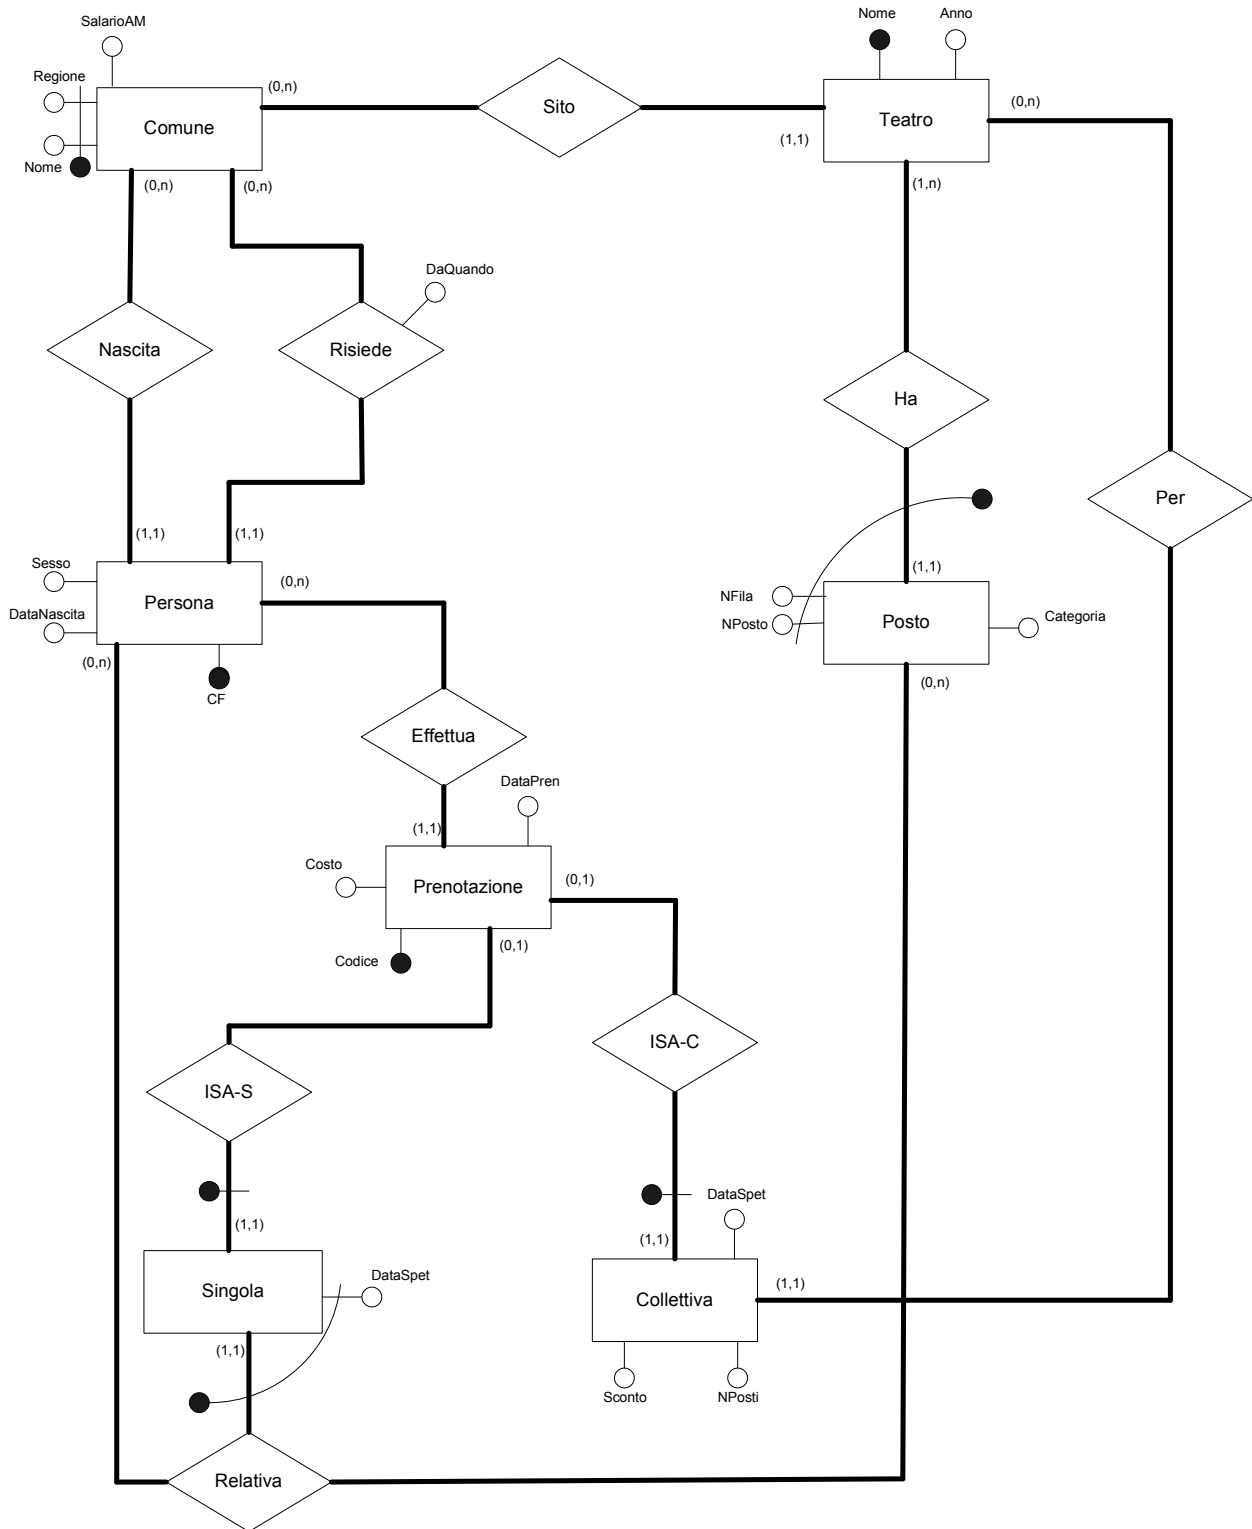 Nome
Anno
SalarioAM
Regione
(0,n)
(0,n)
Sito
Teatro
Comune
(1,1)
Nome
(0,n)
(0,n)
(1,n)
DaQuando
Nascita
Risiede
Ha
Per
(1,1)
(1,1)
Sesso
(0,n)
(1,1)
NFila
Persona
DataNascita
NPosto
Posto
Categoria
(0,n)
(0,n)
CF
Effettua
DataPren
(1,1)
Costo
Prenotazione
(0,1)
(0,1)
Codice
ISA-C
ISA-S
DataSpet
(1,1)
(1,1)
DataSpet
Singola
(1,1)
Collettiva
(1,1)
Sconto
NPosti
Relativa